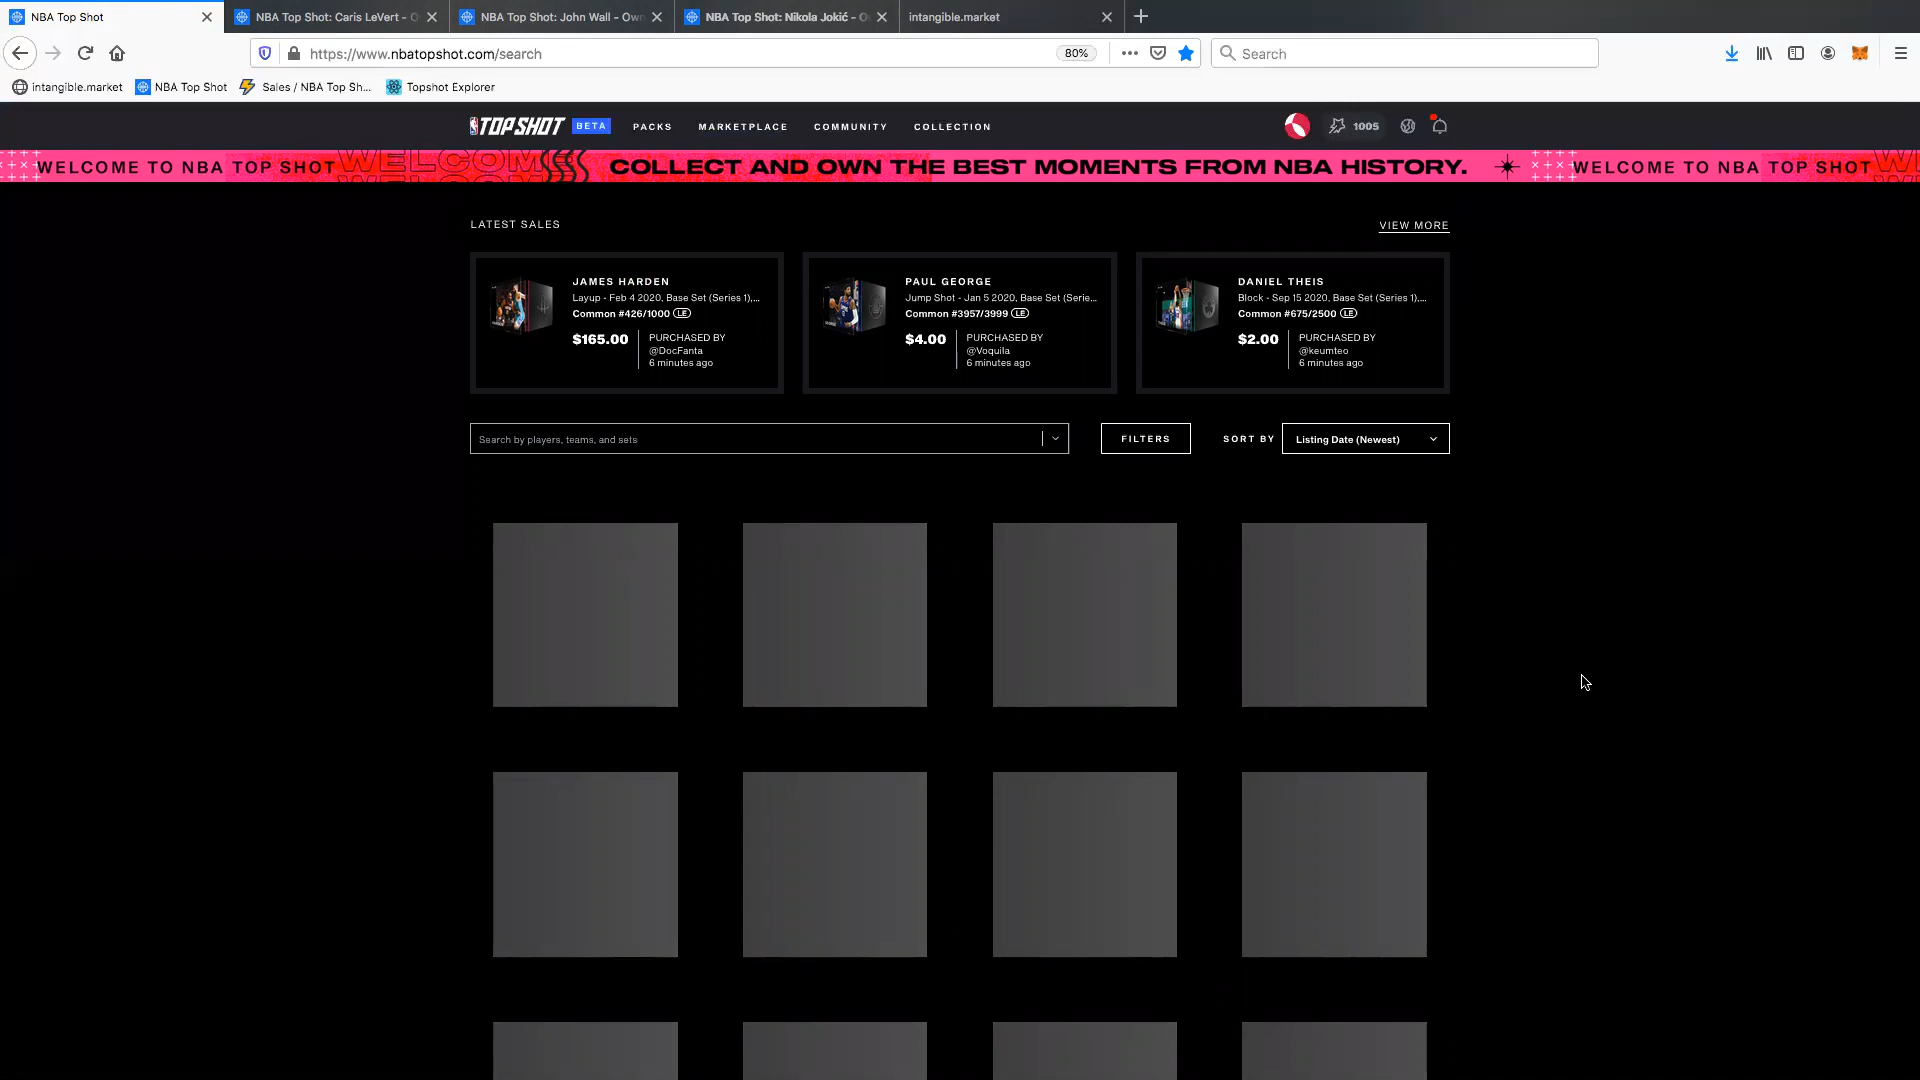 NBA Top Shot
NBA Top Shot: Caris LeVert - O
NBA Top Shot: John Wall - Own
NBA Top Shot: Nikola Jokić - O
intangible.market
https://www.nbatopshot.com/search
80%
Search
intangible.market
NBA Top Shot
Sales / NBA Top Sh...
Topshot Explorer
TOP SHOT
BETA
PACKS
MARKETPLACE
COMMUNITY
COLLECTION
1005
WELCOME TO NBA TOP SHOT
WELCOM
COLLECT AND OWN THE BEST MOMENTS FROM NBA HISTORY.
WELCOME TO NBA TOP SHOT
LATEST SALES
VIEW MORE
JAMES HARDEN
Layup - Feb 4 2020, Base Set (Series 1),...
Common #426/1000 LE
$165.00
PURCHASED BY
@DocFanta
6 minutes ago
PAUL GEORGE
Jump Shot - Jan 5 2020, Base Set (Serie...
Common #3957/3999 LE
$4.00
PURCHASED BY
@Voquila
6 minutes ago
DANIEL THEIS
Block - Sep 15 2020, Base Set (Series 1),...
Common #675/2500 LE
$2.00
PURCHASED BY
@keumteo
6 minutes ago
Search by players, teams, and sets
FILTERS
SORT BY
Listing Date (Newest)